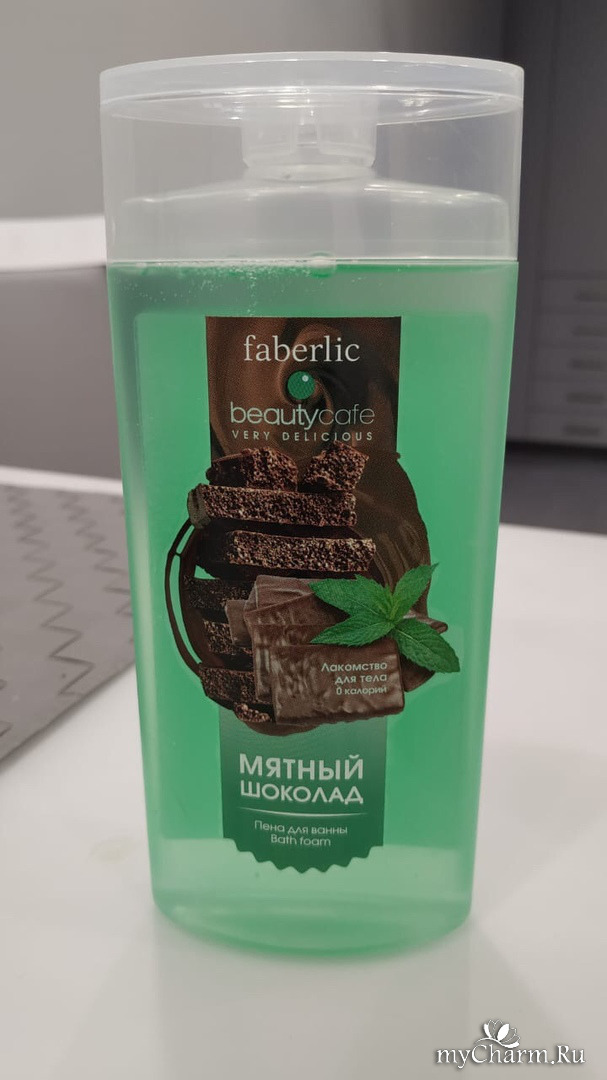 faberlic
beautycafe
VERY DELICIOUS
Лакомство
для тела
0 калорий
МЯТНЫЙ
ШОКОЛАД
Пена для ванны
Bath foam
myCharm.Ru